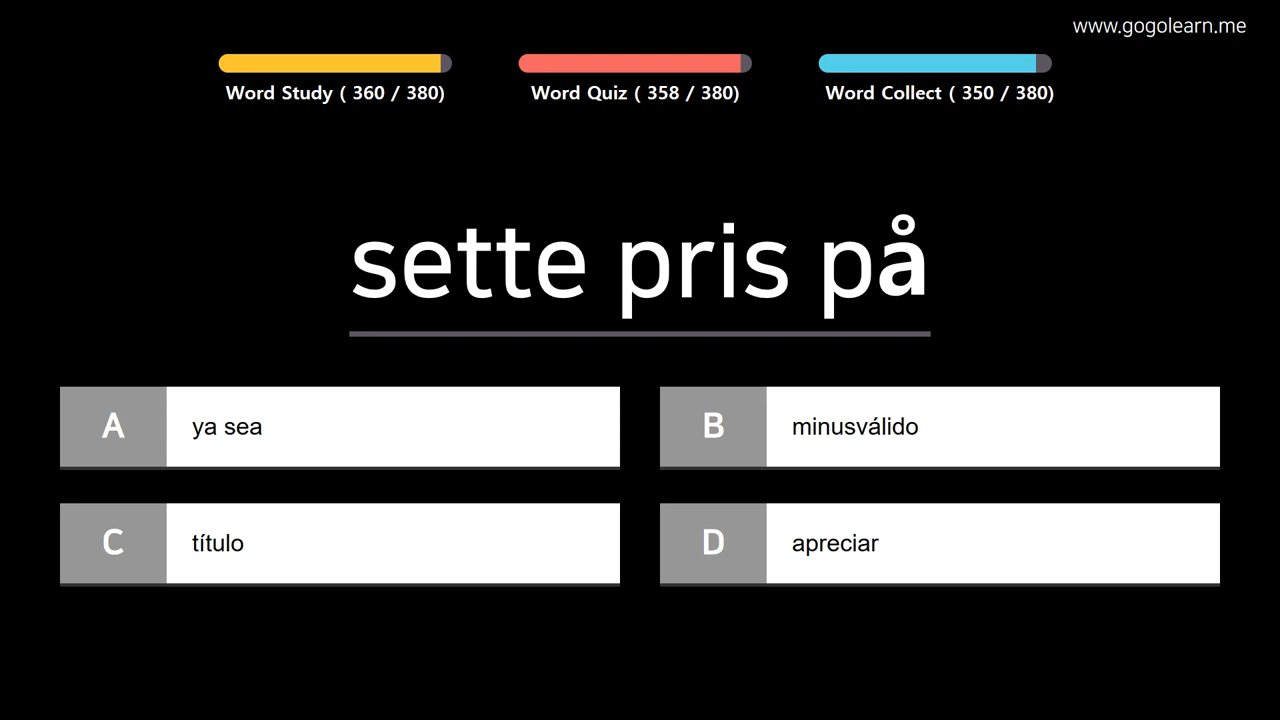 www.gogolearn.me
Word Study ( 360 / 380)
Word Quiz ( 358 / 380)
Word Collect ( 350 / 380)
sette pris på
A
ya sea
B
minusválido
C
título
D
apreciar